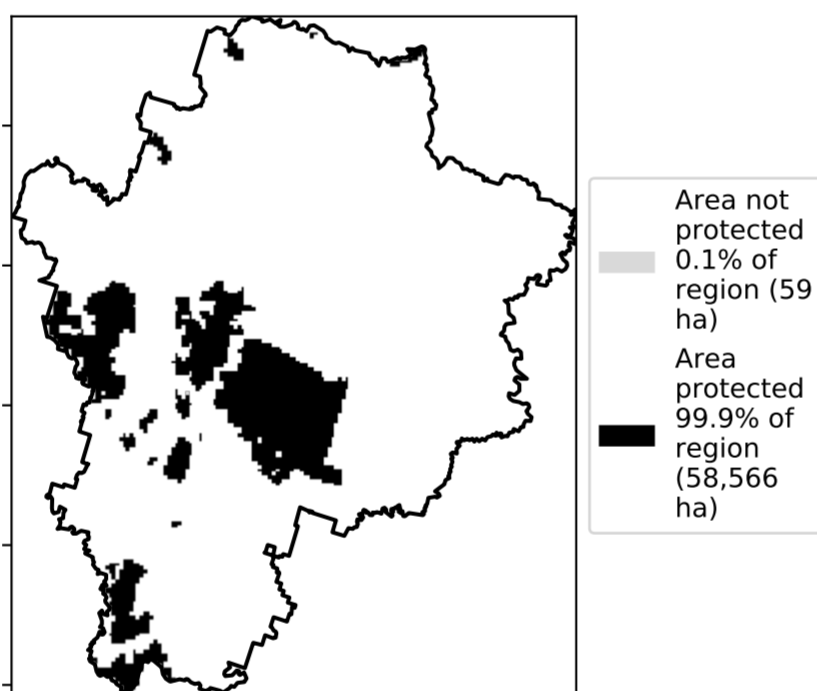 Area not
protected
0.1% of
region (59
ha)
Area
protected
99.9% of
region
(58,566
ha)